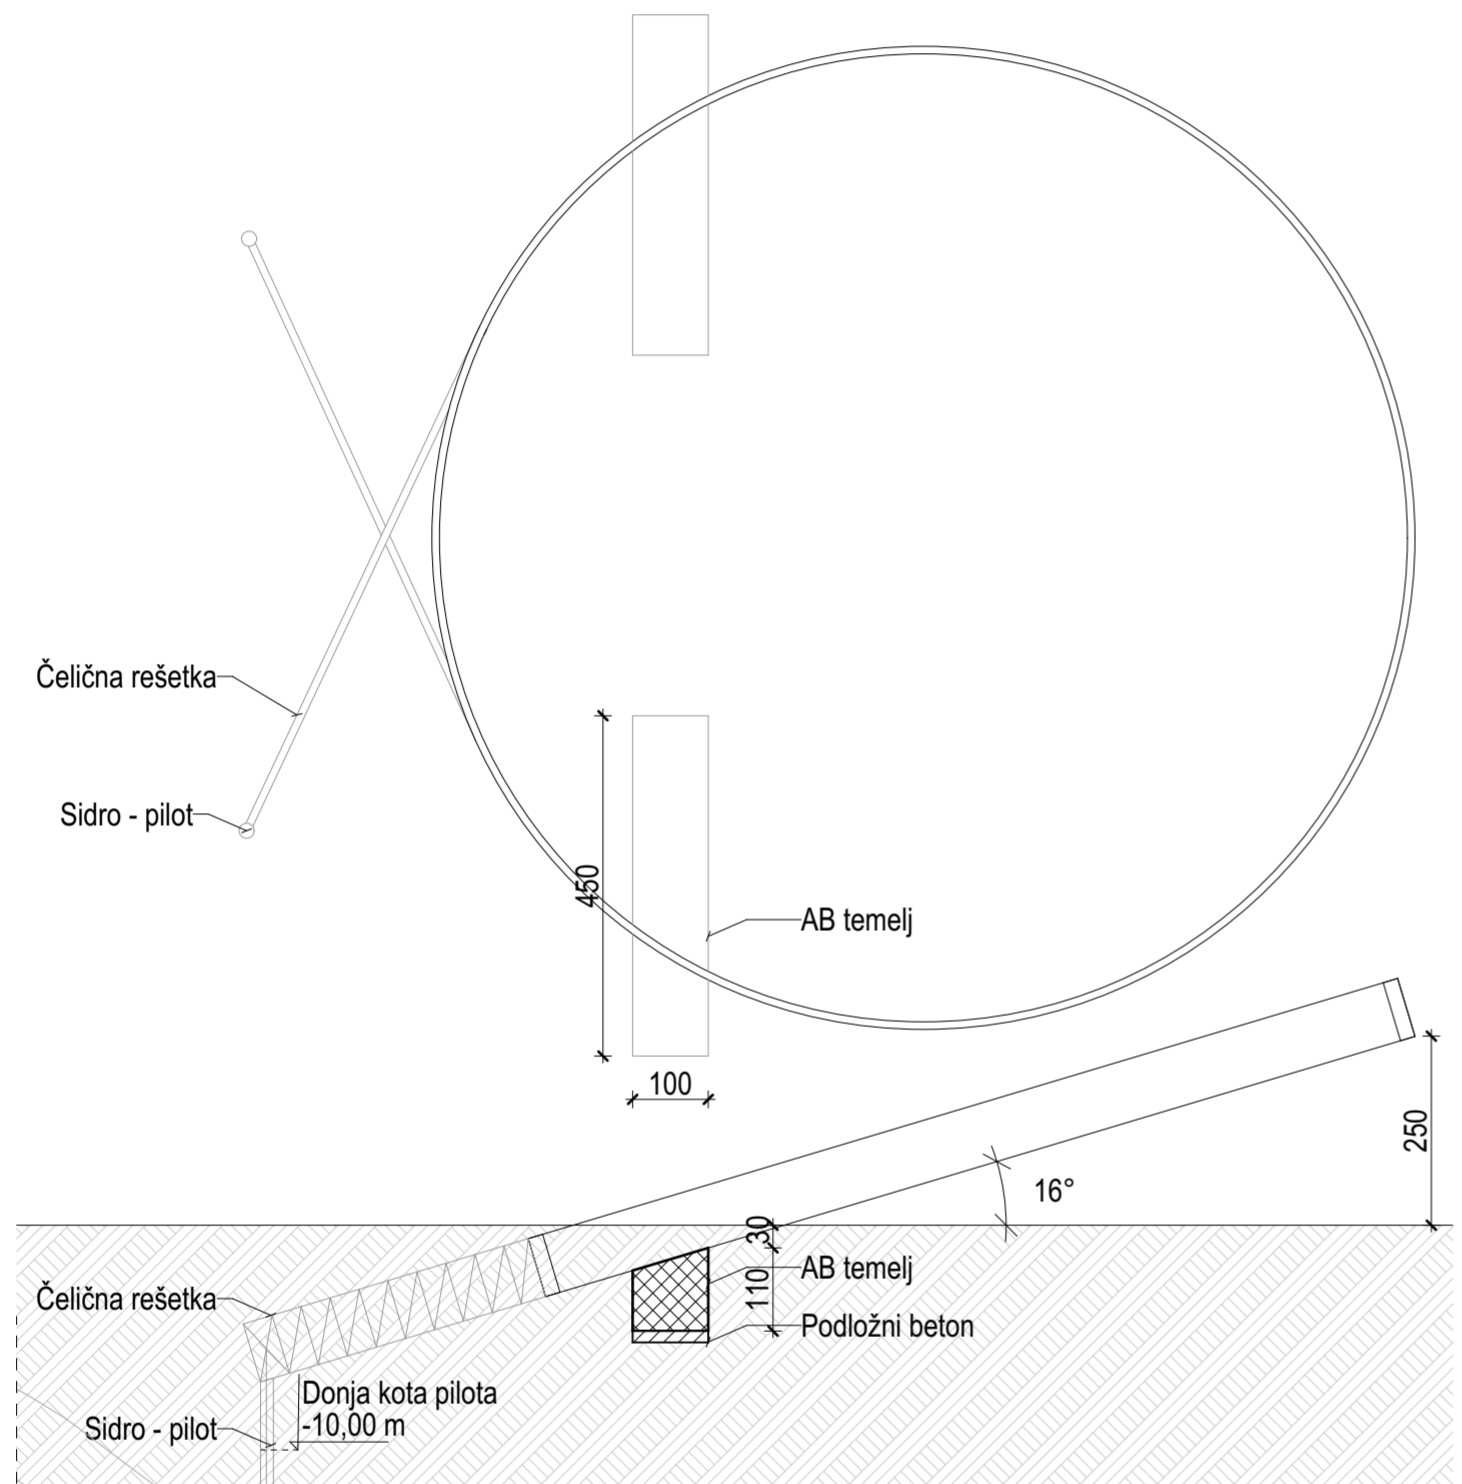 Čelična rešetka
Sidro - pilot
450
AB temelj
100
250
16°
30
AB temelj
110
Čelična rešetka
Podložni beton
Donja kota pilota
-10,00 m
Sidro - pilot